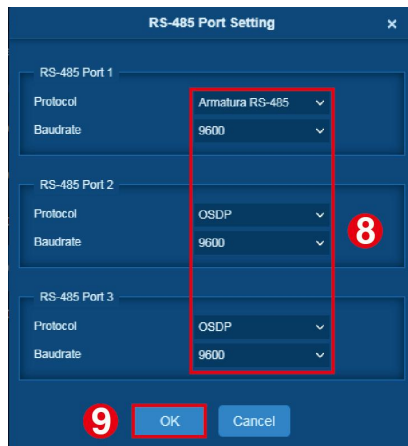 RS-485 Port Setting ×
RS-485 Port 1
Protocol Armatura RS-485
Baudrate 9600
RS-485 Port 2
Protocol OSDP
Baudrate 9600
8
RS-485 Port 3
Protocol OSDP
Baudrate 9600
9 OK Cancel